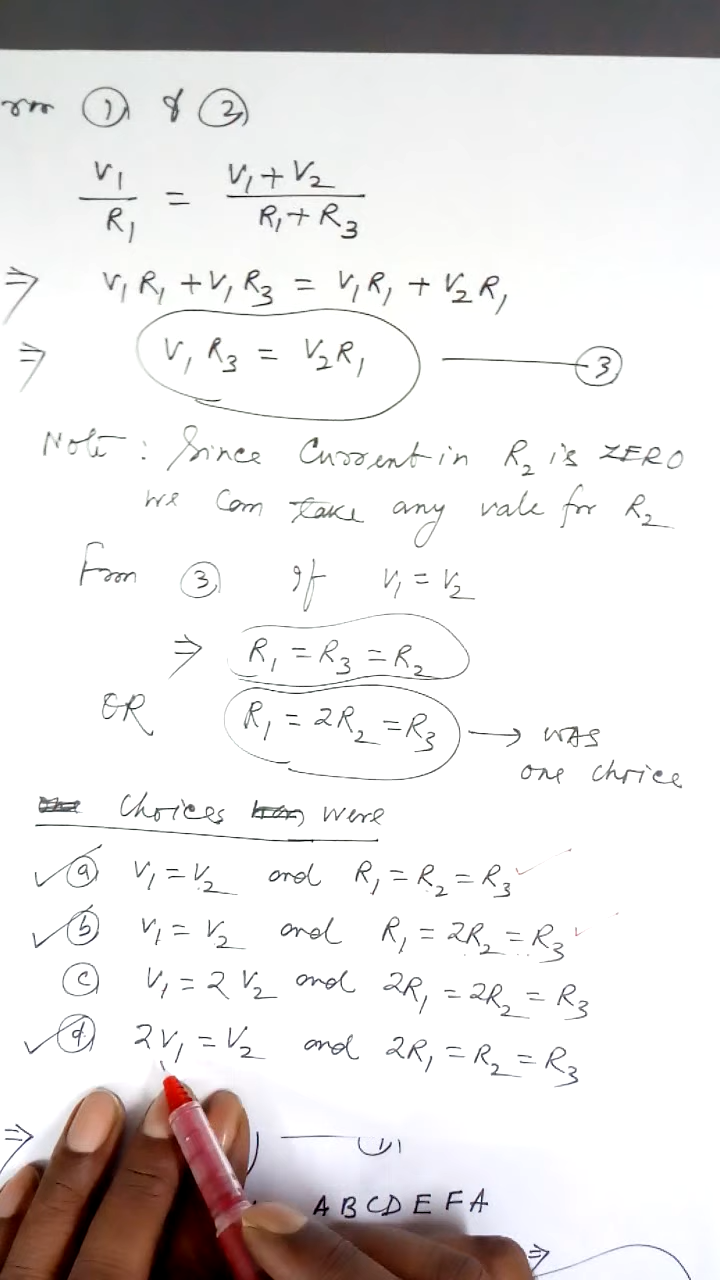 ① & ②
V₁/R₁ = (V₁ + V₂)/(R₁ + R₃)
⇒ V₁R₁ + V₁R₃ = V₁R₁ + V₂R₁
⇒ V₁R₃ = V₂R₁ — ③
Note : Since Current in R₂ is ZERO
we can take any vale for R₂
From ③ If V₁ = V₂
⇒ R₁ = R₃ = R₂
OR R₁ = 2R₂ = R₃ → WAS
one choice
Choices were
✓ⓐ V₁ = V₂ and R₁ = R₂ = R₃ ✓
✓ⓑ V₁ = V₂ and R₁ = 2R₂ = R₃ ✓
ⓒ V₁ = 2V₂ and 2R₁ = 2R₂ = R₃
✓ⓓ 2V₁ = V₂ and 2R₁ = R₂ = R₃
⇒
A B C D E F A
⇒